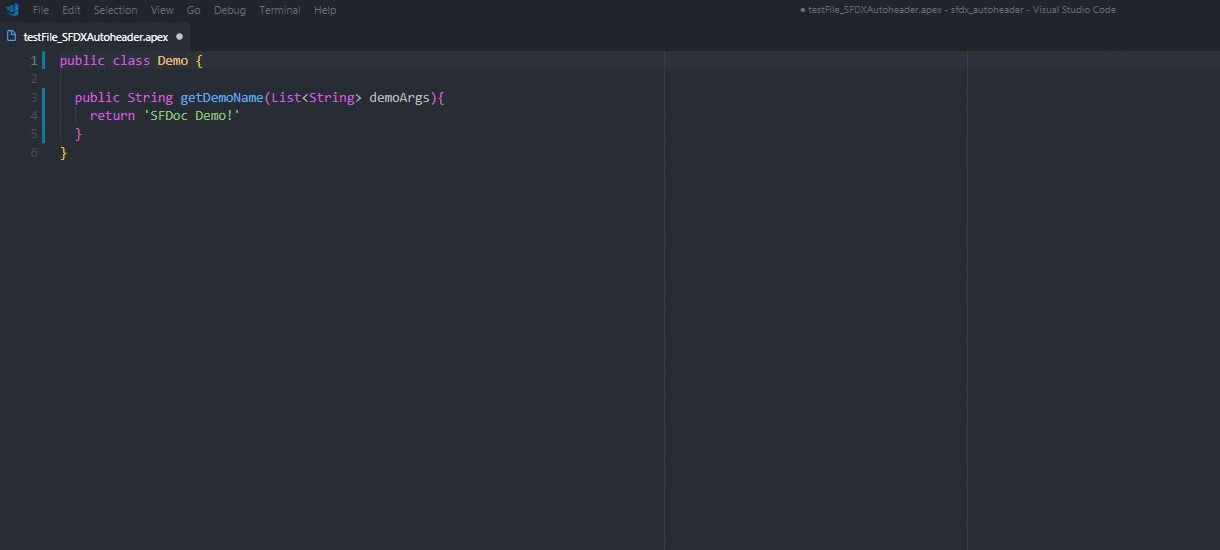 File Edit Selection View Go Debug Terminal Help ● testFile_SFDXAutoheader.apex - sfdx_autoheader - Visual Studio Code
testFile_SFDXAutoheader.apex ●
1 public class Demo {
2
3 public String getDemoName(List<String> demoArgs){
4 return 'SFDoc Demo!'
5 }
6 }